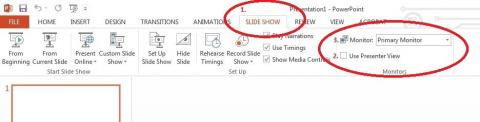 1.
Presentation1 - PowerPoint
FILE HOME INSERT DESIGN TRANSITIONS ANIMATIONS SLIDE SHOW REVIEW VIEW ACROBAT
From Beginning
From Current Slide
Present Online
Custom Slide Show
Start Slide Show
Set Up Slide Show
Hide Slide
Rehearse Timings
Record Slide Show
Play Narrations
Use Timings
Show Media Controls
Set Up
3. Monitor: Primary Monitor
2. Use Presenter View
Monitors
1